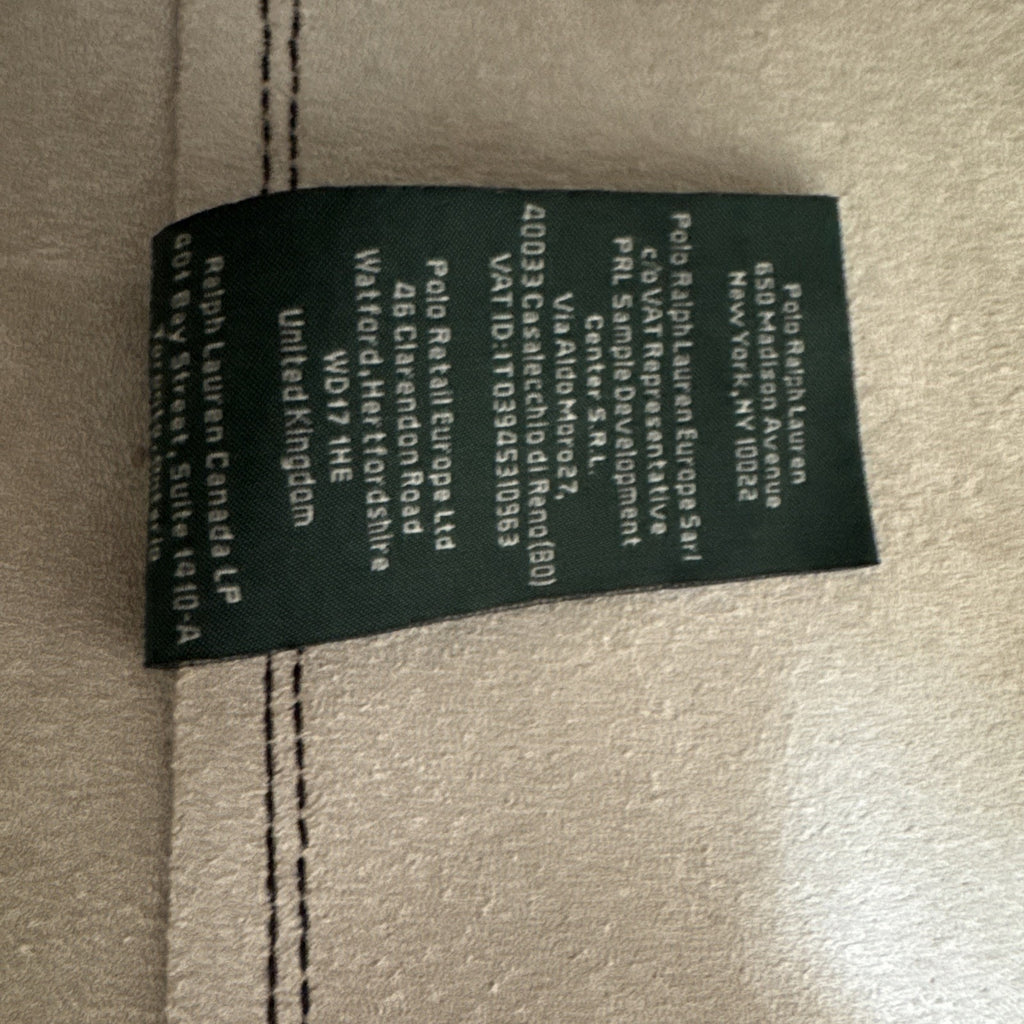 Polo Ralph Lauren
650 Madison Avenue
New York, NY 10022
Polo Ralph Lauren Europe Sarl
c/o VAT Representative
PRL Sample Development
Center S.R.L.
Via Aldo Moro 27,
40033 Casalecchio di Reno (BO)
VAT ID: IT03945310963
Polo Retail Europe Ltd
46 Clarendon Road
Watford, Hertfordshire
WD17 1HE
United Kingdom
Ralph Lauren Canada LP
Bay Street, Suite 1410-A